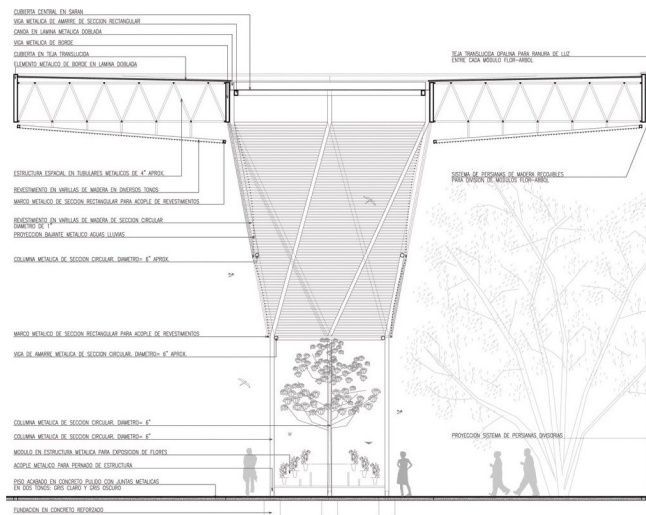 CUBIERTA CENTRAL EN SARAN
VIGA METALICA DE AMARRE DE SECCION RECTANGULAR
CANOA EN LAMINA METALICA DOBLADA
VIGA METALICA DE BORDE
CUBIERTA EN TEJA TRANSLUCIDA
ELEMENTO METALICO DE BORDE EN LAMINA DOBLADA
TEJA TRANSLUCIDA OPALINA PARA RANURA DE LUZ
ENTRE CADA MÓDULO FLOR-ARBOL
ESTRUCTURA ESPACIAL EN TUBULARES METALICOS DE 4" APROX.
REVESTIMIENTO EN VARILLAS DE MADERA EN DIVERSOS TONOS
MARCO METALICO DE SECCION RECTANGULAR PARA ACOPLE DE REVESTIMIENTOS
SISTEMA DE PERSIANAS DE MADERA RECOJIBLES
PARA DIVISION DE MODULOS FLOR-ARBOL
REVESTIMIENTO EN VARILLAS DE MADERA DE SECCION CIRCULAR
DIAMETRO DE 1"
PROYECCION BAJANTE METALICO AGUAS LLUVIAS
COLUMNA METALICA DE SECCION CIRCULAR. DIAMETRO= 6" APROX.
MARCO METALICO DE SECCION RECTANGULAR PARA ACOPLE DE REVESTIMIENTOS
VIGA DE AMARRE METALICA DE SECCION CIRCULAR. DIAMETRO= 6" APROX.
COLUMNA METALICA DE SECCION CIRCULAR. DIAMETRO= 6"
COLUMNA METALICA DE SECCION CIRCULAR. DIAMETRO= 6"
PROYECCION SISTEMA DE PERSIANAS DIVISORIAS
MODULO EN ESTRUCTURA METALICA PARA EXPOSICION DE FLORES
ACOPLE METALICO PARA PERNADO DE ESTRUCTURA
PISO ACABADO EN CONCRETO PULIDO CON JUNTAS METALICAS
EN DOS TONOS: GRIS CLARO Y GRIS OSCURO
FUNDACION EN CONCRETO REFORZADO